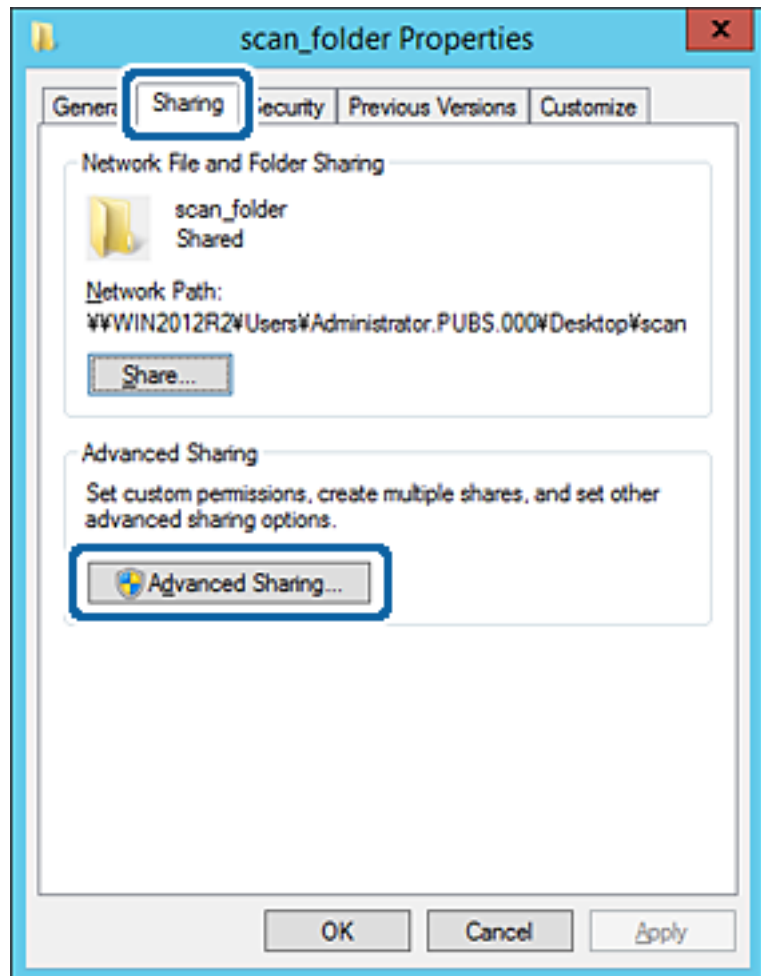 scan_folder Properties
x
General Sharing Security Previous Versions Customize
Network File and Folder Sharing
scan_folder
Shared
Network Path:
¥¥WIN2012R2¥Users¥Administrator.PUBS.000¥Desktop¥scan
Share...
Advanced Sharing
Set custom permissions, create multiple shares, and set other
advanced sharing options.
Advanced Sharing...
OK Cancel Apply